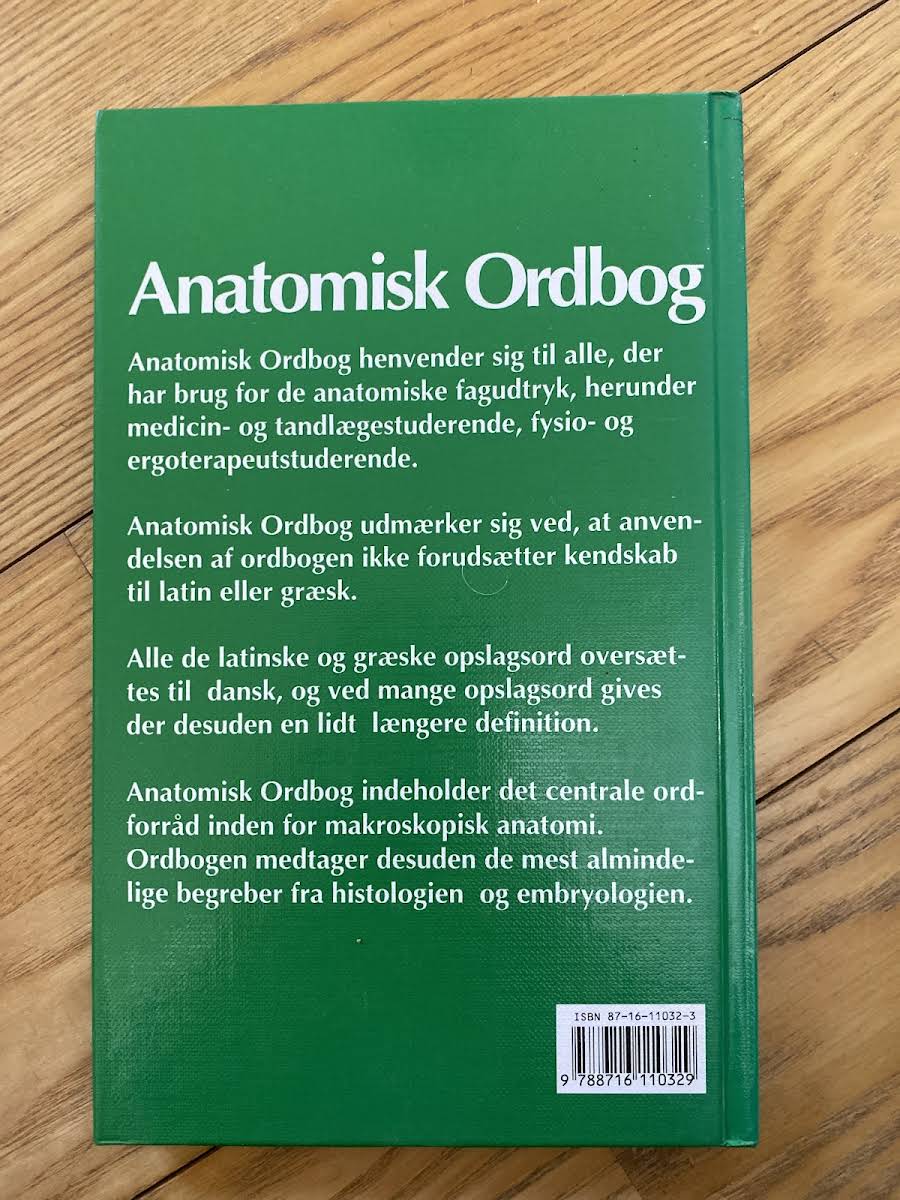 Anatomisk Ordbog
Anatomisk Ordbog henvender sig til alle, der
har brug for de anatomiske fagudtryk, herunder
medicin- og tandlægestuderende, fysio- og
ergoterapeutstuderende.
Anatomisk Ordbog udmærker sig ved, at anven-
delsen af ordbogen ikke forudsætter kendskab
til latin eller græsk.
Alle de latinske og græske opslagsord oversæt-
tes til dansk, og ved mange opslagsord gives
der desuden en lidt længere definition.
Anatomisk Ordbog indeholder det centrale ord-
forråd inden for makroskopisk anatomi.
Ordbogen medtager desuden de mest alminde-
lige begreber fra histologien og embryologien.
ISBN 87-16-11032-3
9 788716 110329